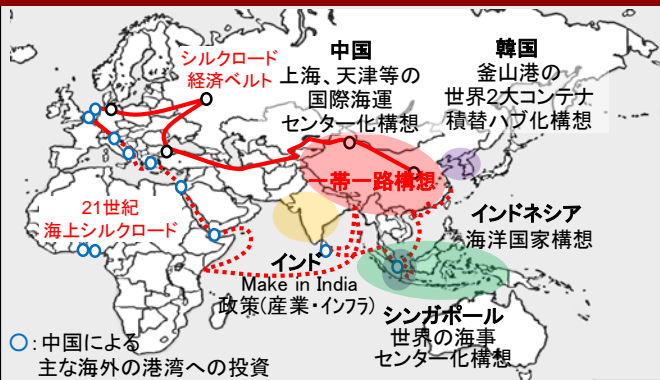 シルクロード
経済ベルト
中国
上海、天津等の
国際海運
センター化構想
韓国
釜山港の
世界2大コンテナ
積替ハブ化構想
一帯一路構想
21世紀
海上シルクロード
インドネシア
海洋国家構想
インド
Make in India
政策(産業・インフラ)
シンガポール
世界の海事
センター化構想
○:中国による
主な海外の港湾への投資